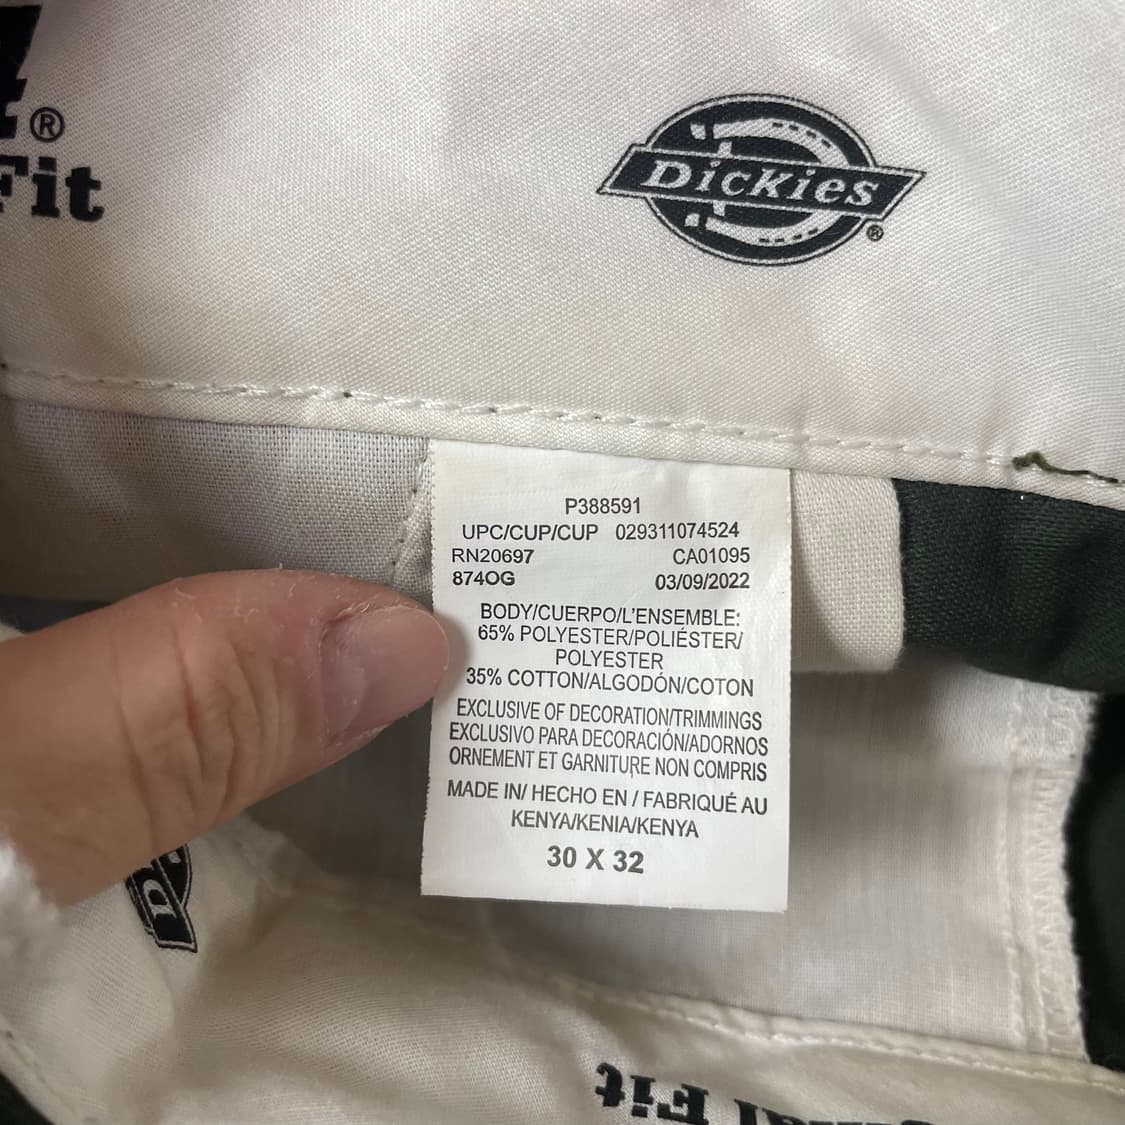 ®
Fit
Dickies
®
P388591
UPC/CUP/CUP 029311074524
RN20697 CA01095
874OG 03/09/2022
BODY/CUERPO/L'ENSEMBLE:
65% POLYESTER/POLIÉSTER/
POLYESTER
35% COTTON/ALGODÓN/COTON
EXCLUSIVE OF DECORATION/TRIMMINGS
EXCLUSIVO PARA DECORACIÓN/ADORNOS
ORNEMENT ET GARNITURE NON COMPRIS
MADE IN/ HECHO EN / FABRIQUÉ AU
KENYA/KENIA/KENYA
30 X 32
Fit